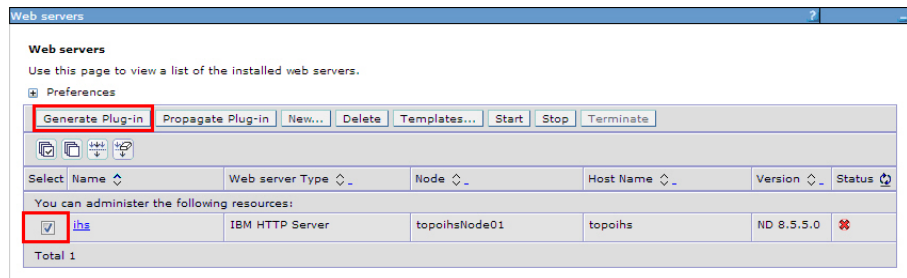 Web servers ? _
Web servers
Use this page to view a list of the installed web servers.
Preferences
Generate Plug-in Propagate Plug-in New... Delete Templates... Start Stop Terminate
Select Name Web server Type Node Host Name Version Status
You can administer the following resources:
ihs IBM HTTP Server topoihsNode01 topoihs ND 8.5.5.0
Total 1